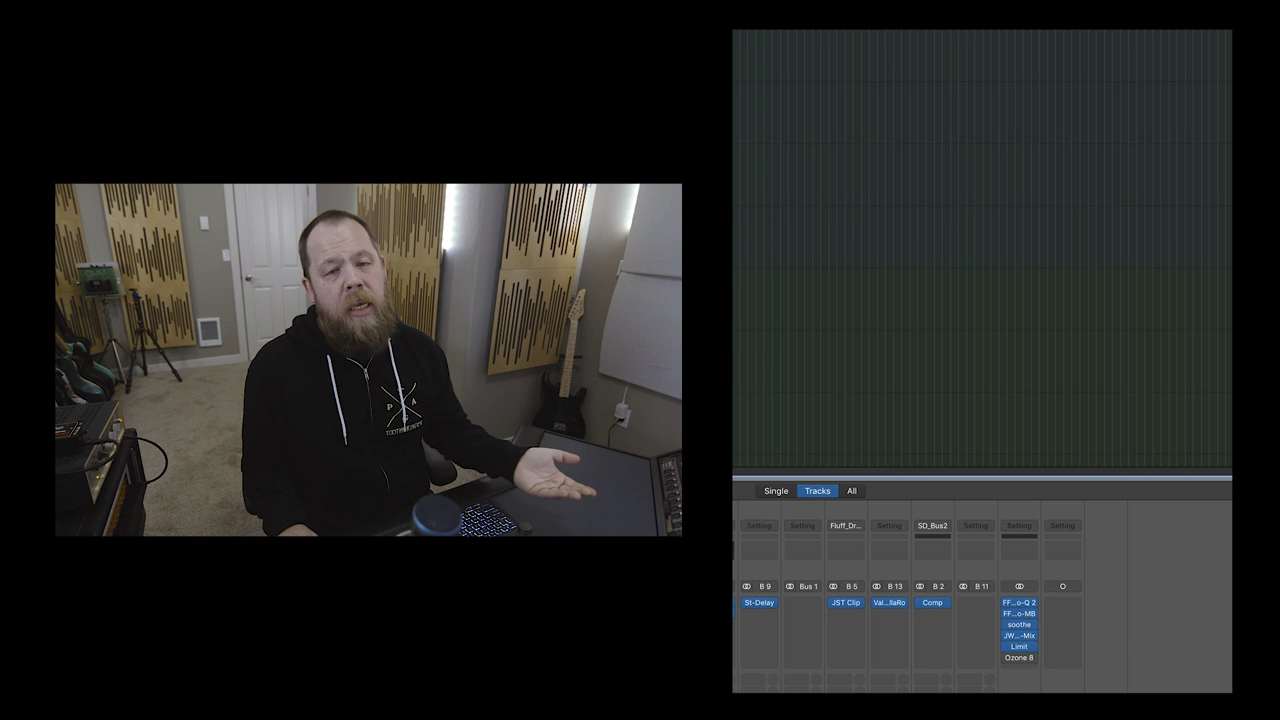 P T A G
Single Tracks All
Setting Setting Fluff_Dr... Setting SD_Bus2 Setting Setting Setting
B 9 Bus 1 B 5 B 13 B 2 B 11
St-Delay JST Clip Val...llaRo Comp FF...o-Q 2
FF...o-MB
soothe
JW...-Mix
Limit
Ozone 8